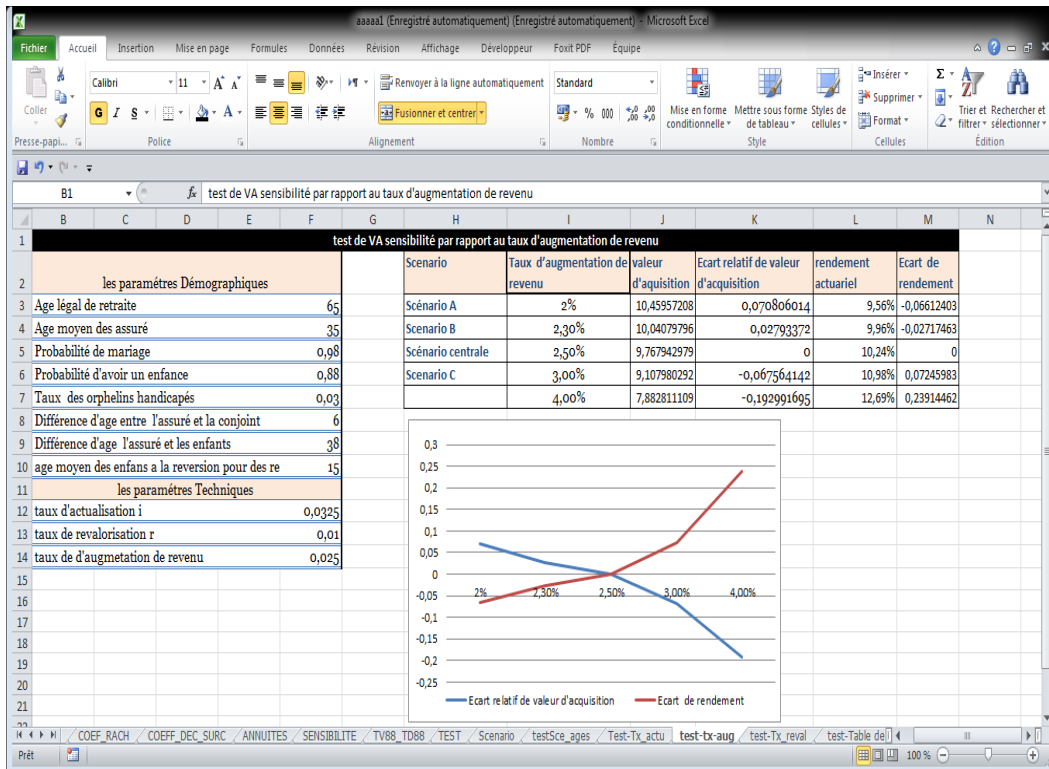 aaaaa1 (Enregistré automatiquement) (Enregistré automatiquement) - Microsoft Excel
Fichier Accueil Insertion Mise en page Formules Données Révision Affichage Développeur Foxit PDF Équipe
Coller
Calibri 11
Renvoyer à la ligne automatiquement
Fusionner et centrer
Standard
G I S
% 000
Mise en forme conditionnelle
Mettre sous forme de tableau
Styles de cellules
Insérer
Supprimer
Format
Trier et filtrer
Rechercher et sélectionner
Presse-papi... Police Alignement Nombre Style Cellules Édition
B1 fx test de VA sensibilité par rapport au taux d'augmentation de revenu
B C D E F G H I J K L M N
1 test de VA sensibilité par rapport au taux d'augmentation de revenu
2 les paramétres Démographiques Scenario Taux d'augmentation de revenu valeur d'aquisition Ecart relatif de valeur d'acquisition rendement actuariel Ecart de rendement
3 Age légal de retraite 65 Scénario A 2% 10,45957208 0,070806014 9,56% -0,06612403
4 Age moyen des assuré 35 Scenario B 2,30% 10,04079796 0,02793372 9,96% -0,02717463
5 Probabilité de mariage 0,98 Scénario centrale 2,50% 9,767942979 0 10,24% 0
6 Probabilité d'avoir un enfance 0,88 Scenario C 3,00% 9,107980292 -0,067564142 10,98% 0,07245983
7 Taux des orphelins handicapés 0,03 4,00% 7,882811109 -0,192991695 12,69% 0,23914462
8 Différence d'age entre l'assuré et la conjoint 6
9 Différence d'age l'assuré et les enfants 38
10 age moyen des enfans a la reversion pour des re 15
11 les paramétres Techniques
12 taux d'actualisation i 0,0325
13 taux de revalorisation r 0,01
14 taux de d'augmetation de revenu 0,025
15
16
17
18
19
20
21
22
0,3
0,25
0,2
0,15
0,1
0,05
0
-0,05
-0,1
-0,15
-0,2
-0,25
2% 2,30% 2,50% 3,00% 4,00%
Ecart relatif de valeur d'acquisition Ecart de rendement
COEF_RACH COEFF_DEC_SURC ANNUITES SENSIBILITE TV88_TD88 TEST Scenario testSce_ages Test-Tx_actu test-tx-aug test-Tx_reval test-Table de
Prêt 100 %